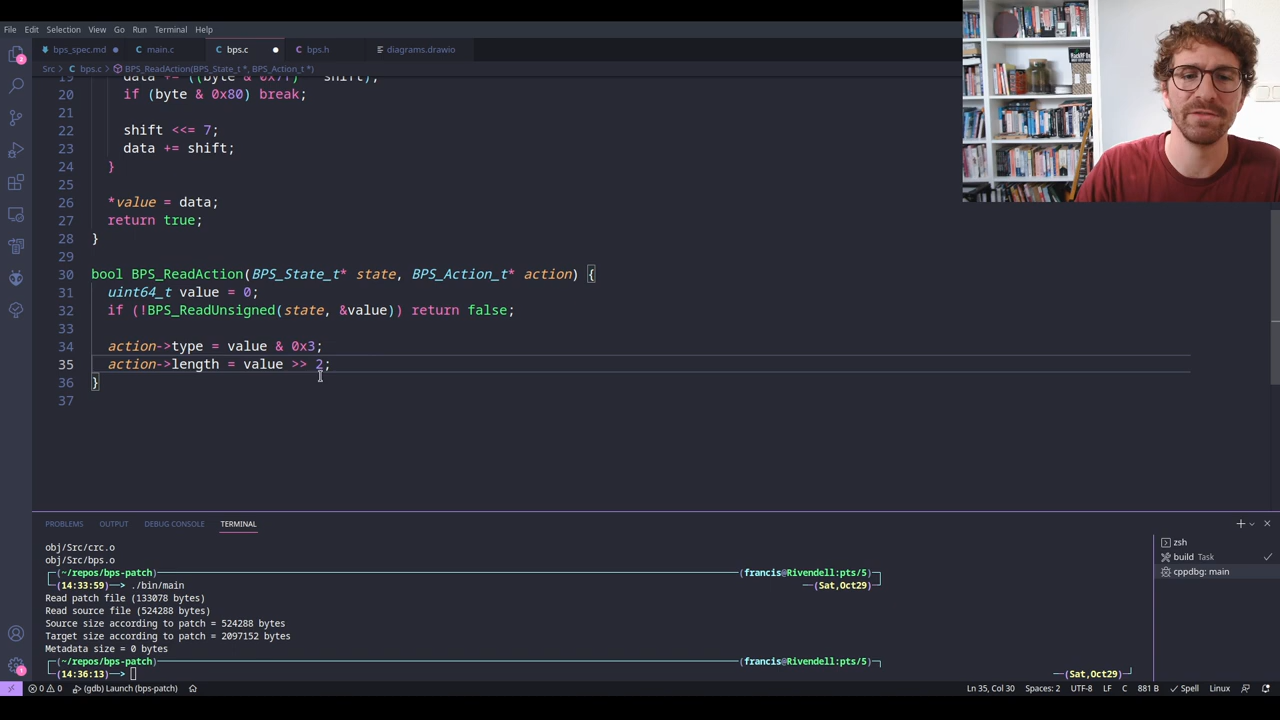 File Edit Selection View Go Run Terminal Help
bps_spec.md main.c bps.c bps.h diagrams.drawio
Src > C bps.c > BPS_ReadAction(BPS_State_t *, BPS_Action_t *)
19 data += ((byte & 0x7f) * shift);
20 if (byte & 0x80) break;
21
22 shift <<= 7;
23 data += shift;
24 }
25
26 *value = data;
27 return true;
28 }
29
30 bool BPS_ReadAction(BPS_State_t* state, BPS_Action_t* action) {
31 uint64_t value = 0;
32 if (!BPS_ReadUnsigned(state, &value)) return false;
33
34 action->type = value & 0x3;
35 action->length = value >> 2;
36 }
37
PROBLEMS OUTPUT DEBUG CONSOLE TERMINAL
zsh
build Task
cppdbg: main
obj/Src/crc.o
obj/Src/bps.o
(~/repos/bps-patch) (francis@Rivendell:pts/5)
(14:33:59)—> ./bin/main (Sat,Oct29)
Read patch file (133078 bytes)
Read source file (524288 bytes)
Source size according to patch = 524288 bytes
Target size according to patch = 2097152 bytes
Metadata size = 0 bytes
(~/repos/bps-patch) (francis@Rivendell:pts/5)
(14:36:13)—> (Sat,Oct29)
0 0 (gdb) Launch (bps-patch) Ln 35, Col 30 Spaces: 2 UTF-8 LF C 881 B Spell Linux